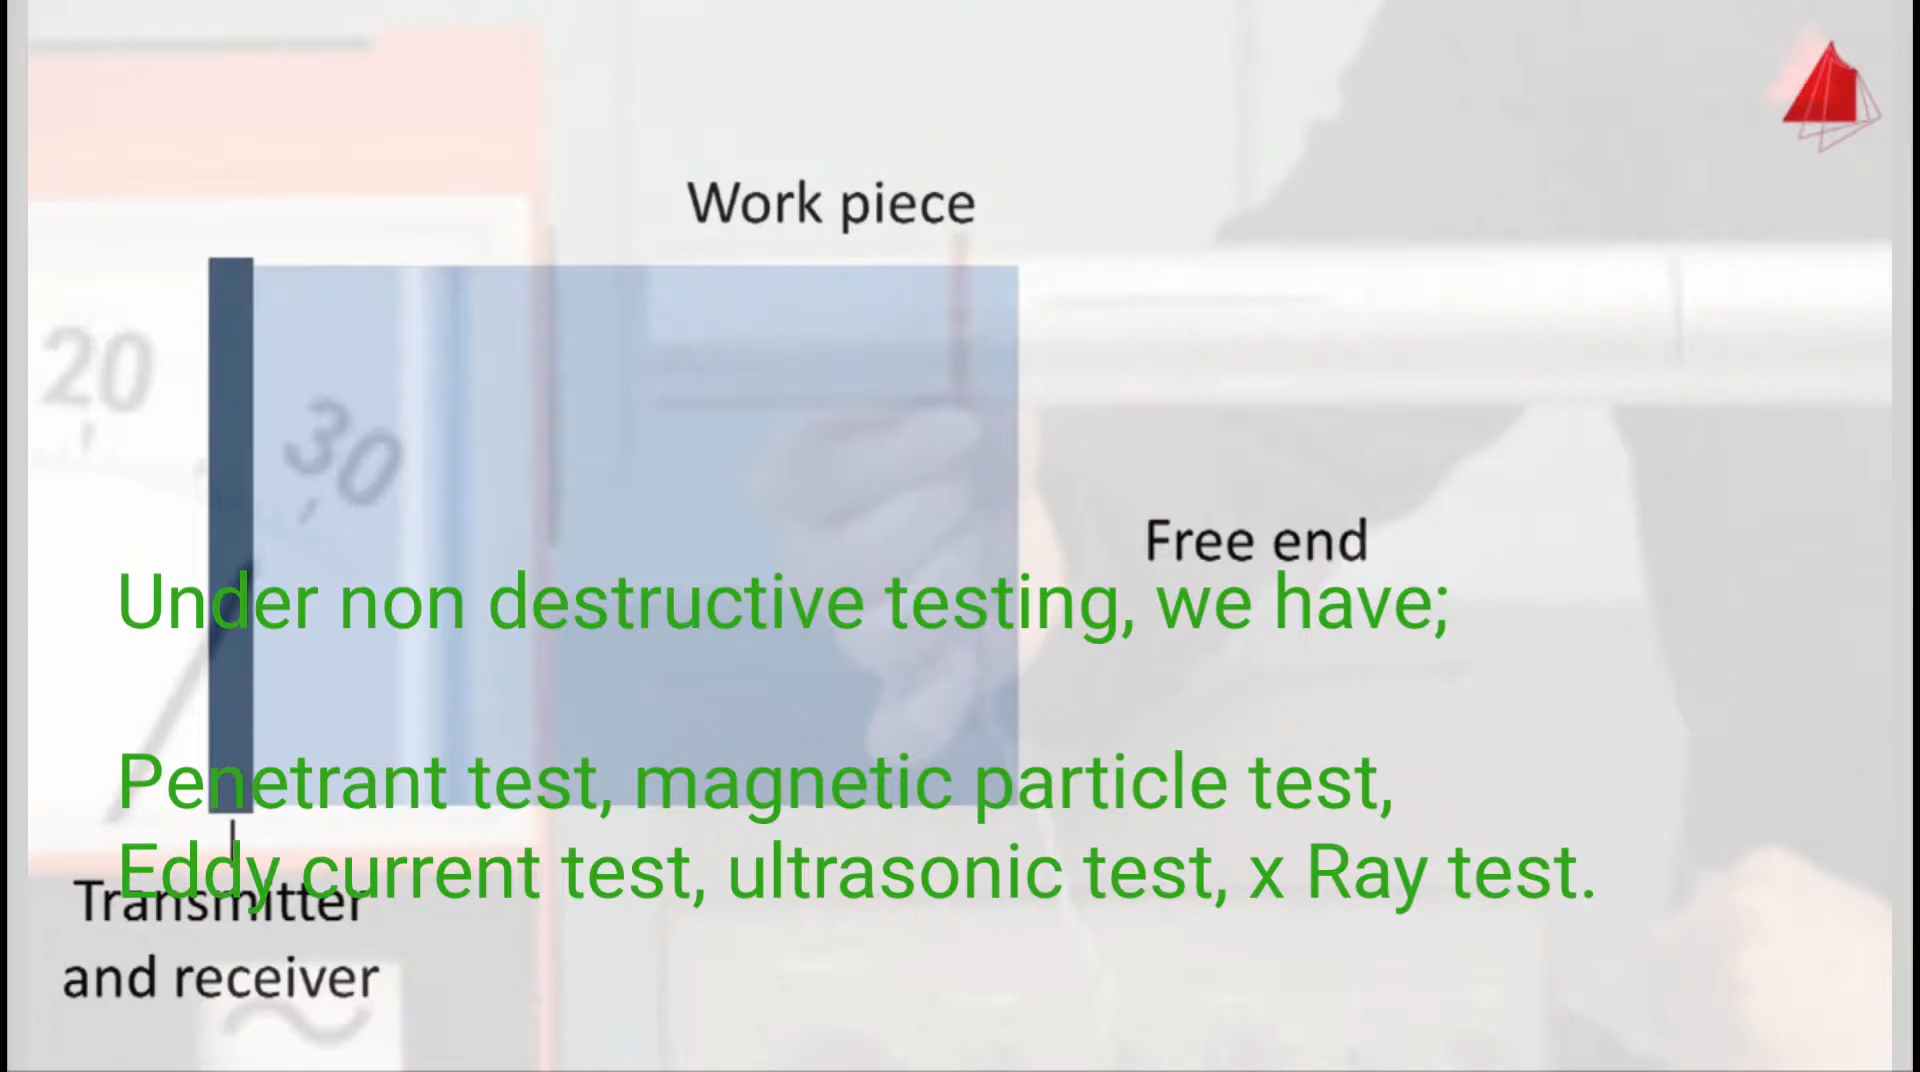 Work piece
20
30
Free end
Under non destructive testing, we have;
Penetrant test, magnetic particle test,
Eddy current test, ultrasonic test, x Ray test.
Transmitter
and receiver